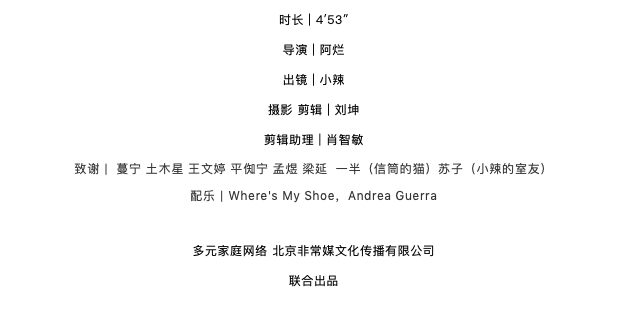 时长 | 4’53”
导演 | 阿烂
出镜 | 小辣
摄影 剪辑 | 刘坤
剪辑助理 | 肖智敏
致谢 | 蔓宁 土木星 王文婷 平倁宁 孟煜 梁延 一半（信筒的猫）苏子（小辣的室友）
配乐 | Where's My Shoe，Andrea Guerra
多元家庭网络 北京非常媒文化传播有限公司
联合出品